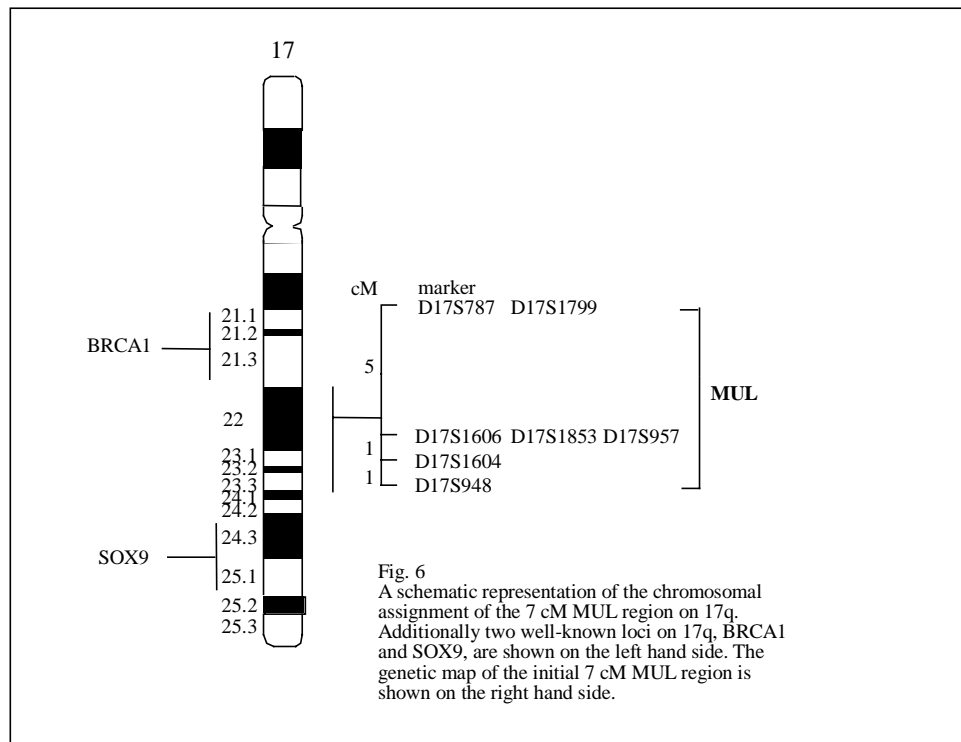 17
cM marker
D17S787 D17S1799
21.1
21.2
BRCA1
21.3
5
MUL
22
D17S1606 D17S1853 D17S957
1
23.1
D17S1604
23.2
1
23.3
D17S948
24.1
24.2
24.3
SOX9
25.1
25.2
25.3
Fig. 6
A schematic representation of the chromosomal
assignment of the 7 cM MUL region on 17q.
Additionally two well-known loci on 17q, BRCA1
and SOX9, are shown on the left hand side. The
genetic map of the initial 7 cM MUL region is
shown on the right hand side.